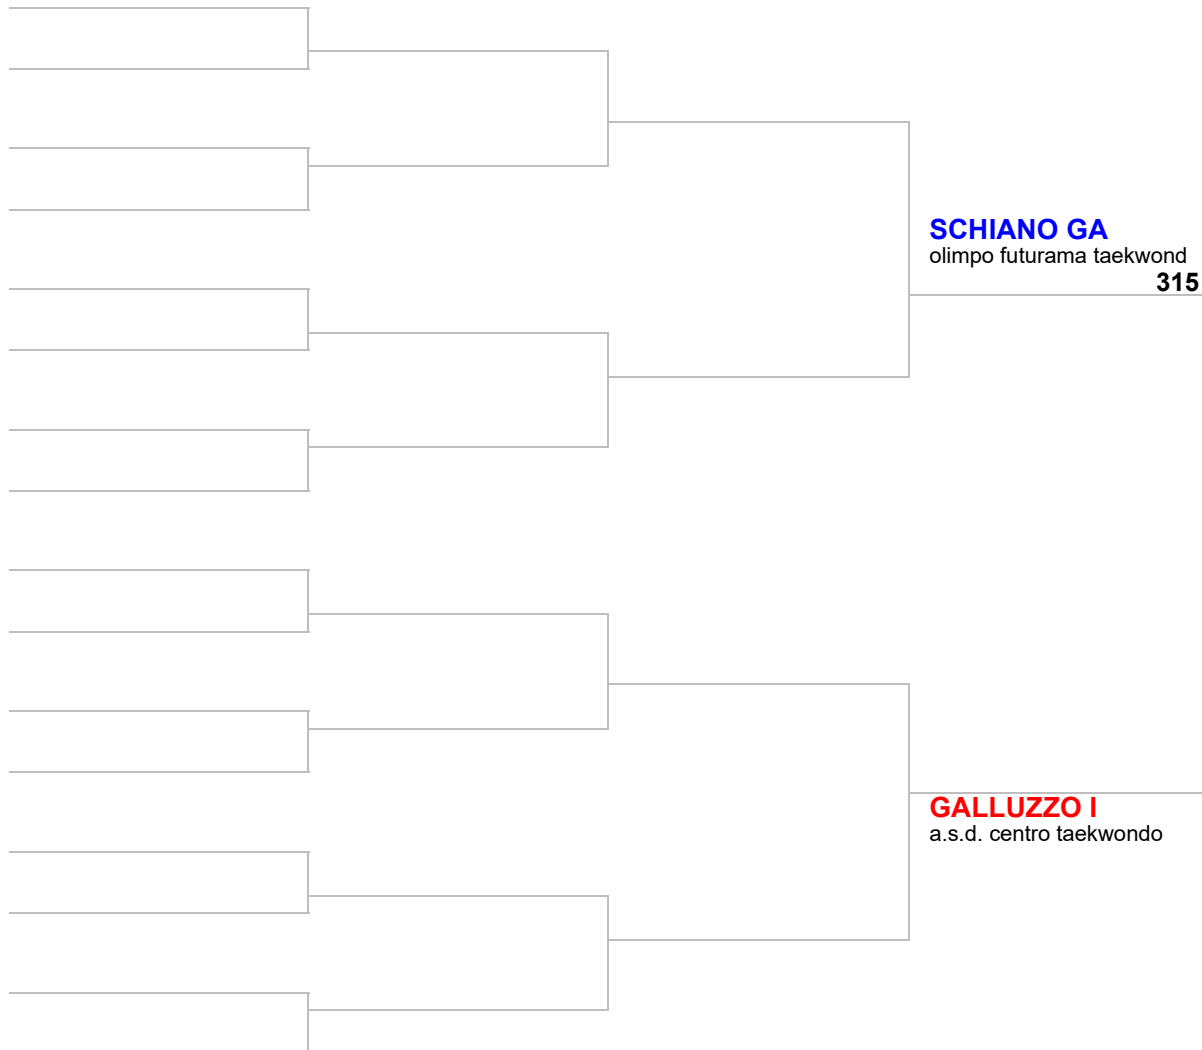 SCHIANO GA
olimpo futurama taekwond
315
GALLUZZO I
a.s.d. centro taekwondo